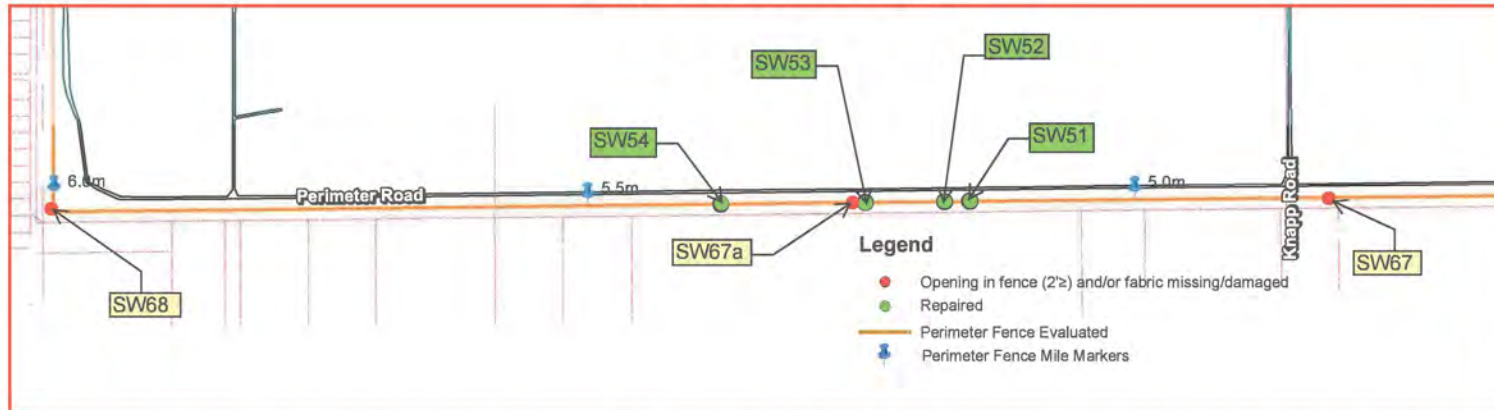 SW52
SW53
SW54
SW51
6.0m
5.5m
5.0m
Perimeter Road
Knapp Road
SW67a
SW67
SW68
Legend
Opening in fence (2'≥) and/or fabric missing/damaged
Repaired
Perimeter Fence Evaluated
Perimeter Fence Mile Markers